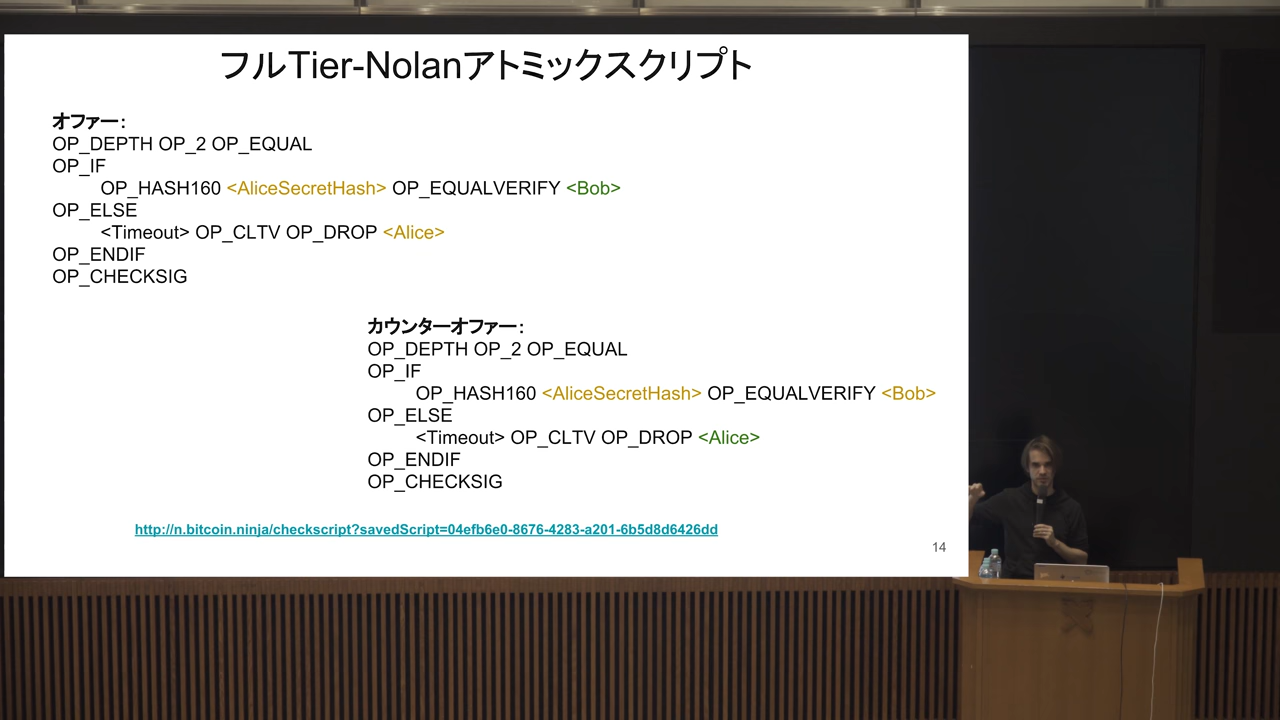 フルTier-Nolanアトミックスクリプト
オファー：
OP_DEPTH OP_2 OP_EQUAL
OP_IF
OP_HASH160 <AliceSecretHash> OP_EQUALVERIFY <Bob>
OP_ELSE
<Timeout> OP_CLTV OP_DROP <Alice>
OP_ENDIF
OP_CHECKSIG
カウンターオファー：
OP_DEPTH OP_2 OP_EQUAL
OP_IF
OP_HASH160 <AliceSecretHash> OP_EQUALVERIFY <Bob>
OP_ELSE
<Timeout> OP_CLTV OP_DROP <Alice>
OP_ENDIF
OP_CHECKSIG
http://n.bitcoin.ninja/checkscript?savedScript=04efb6e0-8676-4283-a201-6b5d8d6426dd
14